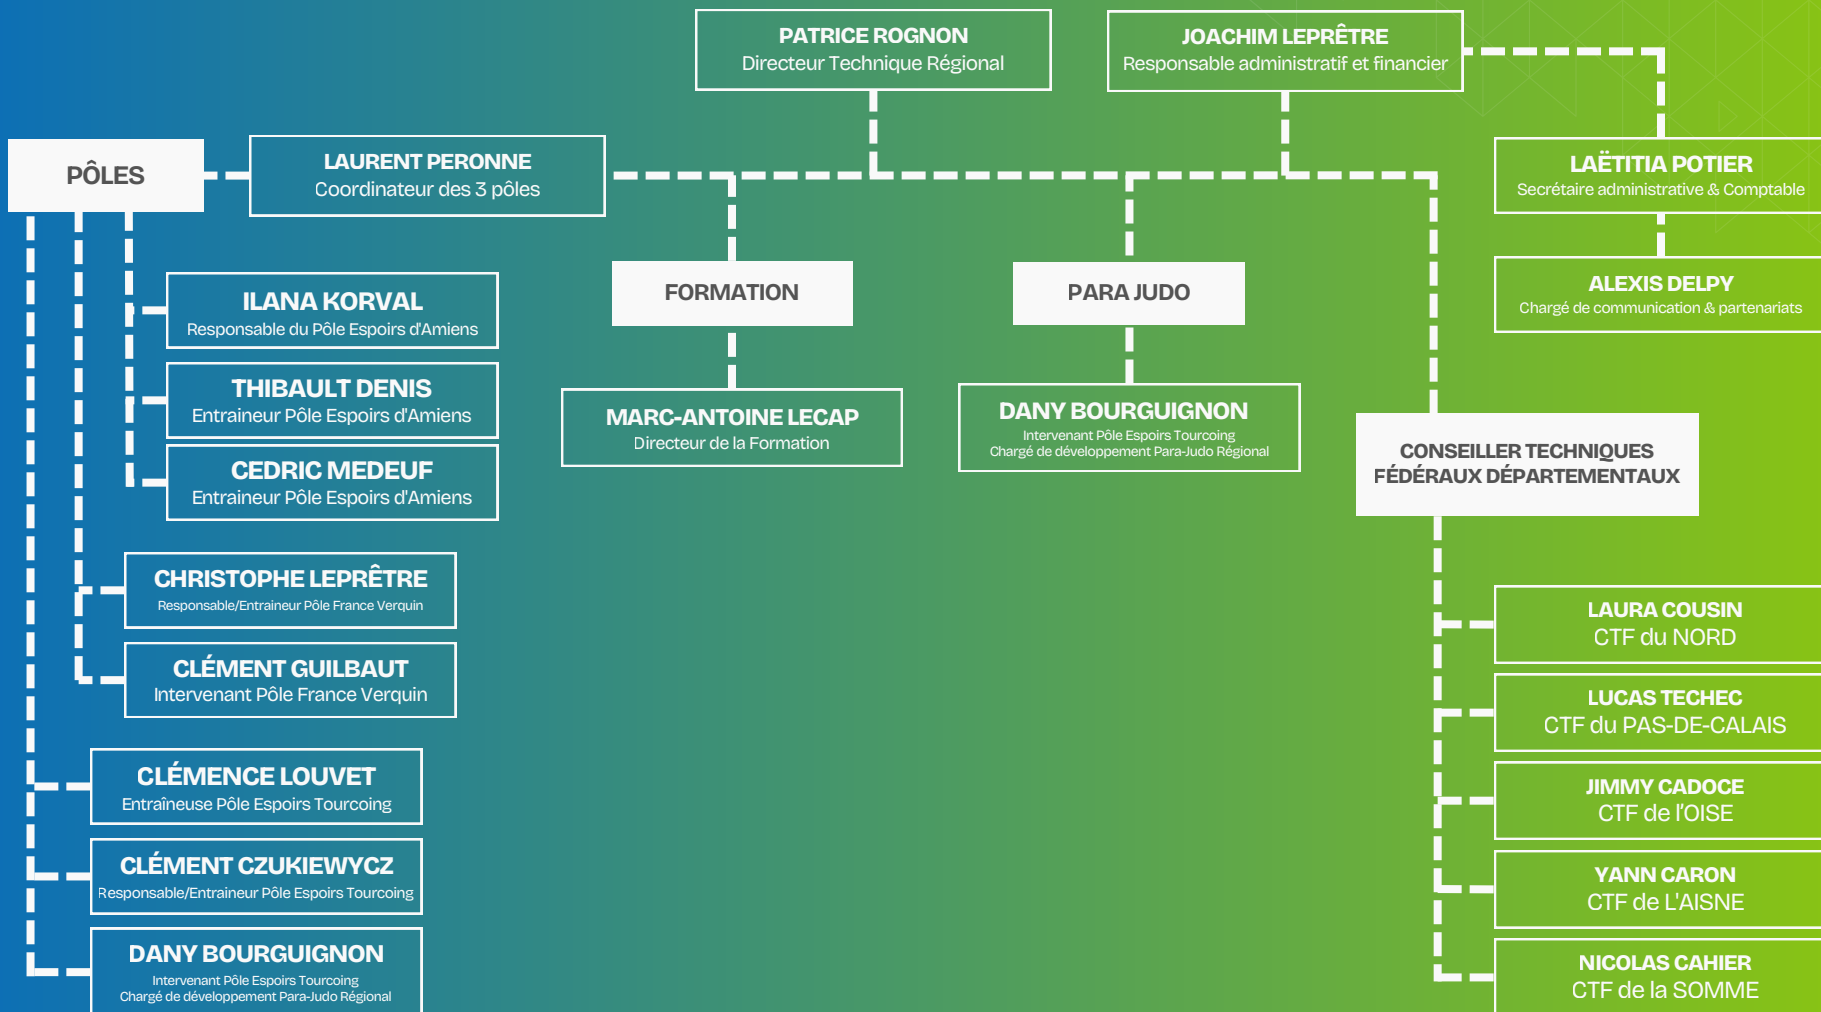 PATRICE ROGNON
Directeur Technique Régional
JOACHIM LEPRÊTRE
Responsable administratif et financier
PÔLES
LAURENT PERONNE
Coordinateur des 3 pôles
LAËTITIA POTIER
Secrétaire administrative & Comptable
ILANA KORVAL
Responsable du Pôle Espoirs d'Amiens
FORMATION
PARA JUDO
ALEXIS DELPY
Chargé de communication & partenariats
THIBAULT DENIS
Entraineur Pôle Espoirs d'Amiens
MARC-ANTOINE LECAP
Directeur de la Formation
DANY BOURGUIGNON
Intervenant Pôle Espoirs Tourcoing
Chargé de développement Para-Judo Régional
CEDRIC MEDEUF
Entraineur Pôle Espoirs d'Amiens
CONSEILLER TECHNIQUES
FÉDÉRAUX DÉPARTEMENTAUX
CHRISTOPHE LEPRÊTRE
Responsable/Entraineur Pôle France Verquin
CLÉMENT GUILBAUT
Intervenant Pôle France Verquin
CLÉMENCE LOUVET
Entraîneuse Pôle Espoirs Tourcoing
CLÉMENT CZUKIEWYCZ
Responsable/Entraineur Pôle Espoirs Tourcoing
DANY BOURGUIGNON
Intervenant Pôle Espoirs Tourcoing
Chargé de développement Para-Judo Régional
LAURA COUSIN
CTF du NORD
LUCAS TECHEC
CTF du PAS-DE-CALAIS
JIMMY CADOCE
CTF de l'OISE
YANN CARON
CTF de L'AISNE
NICOLAS CAHIER
CTF de la SOMME